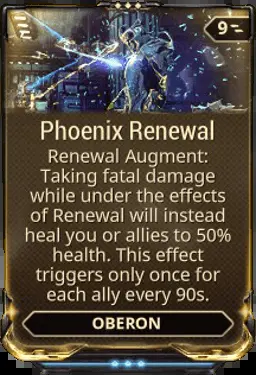 9
Phoenix Renewal
Renewal Augment:
Taking fatal damage
while under the effects
of Renewal will instead
heal you or allies to 50%
health. This effect
triggers only once for
each ally every 90s.
OBERON